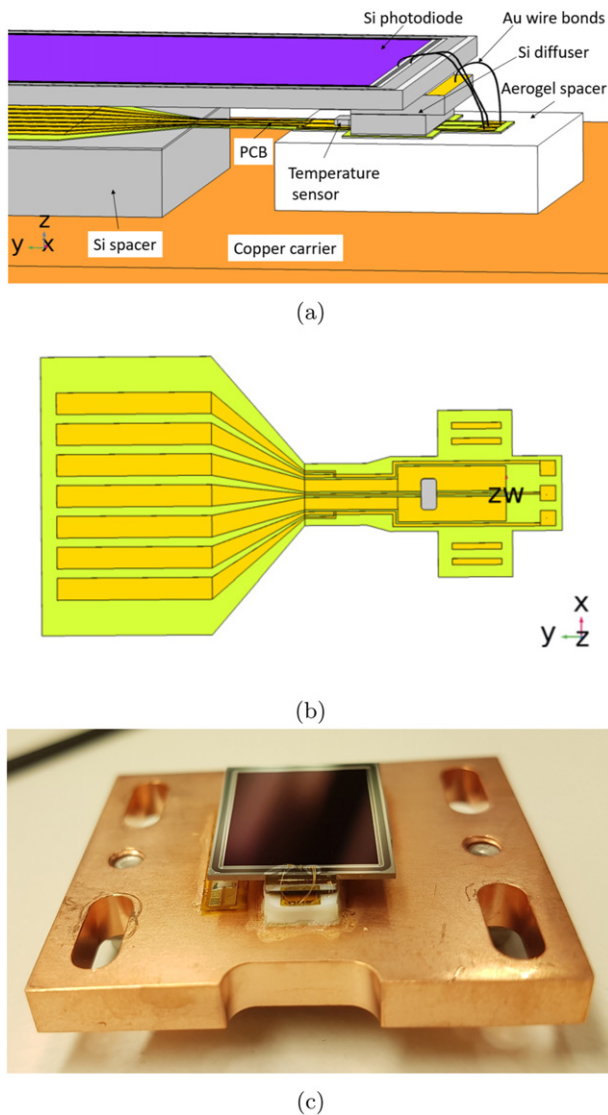 Si photodiode
Au wire bonds
Si diffuser
Aerogel spacer
PCB
Temperature
sensor
Si spacer
Copper carrier
z
y x
(a)
zw
x
y z
(b)
(c)